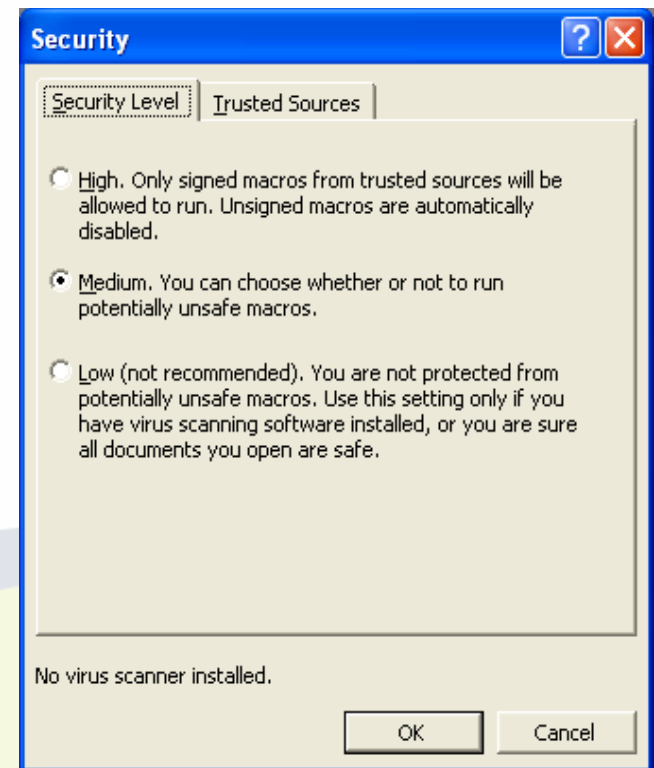 Security
Security Level
Trusted Sources
High. Only signed macros from trusted sources will be
allowed to run. Unsigned macros are automatically
disabled.
Medium. You can choose whether or not to run
potentially unsafe macros.
Low (not recommended). You are not protected from
potentially unsafe macros. Use this setting only if you
have virus scanning software installed, or you are sure
all documents you open are safe.
No virus scanner installed.
OK
Cancel